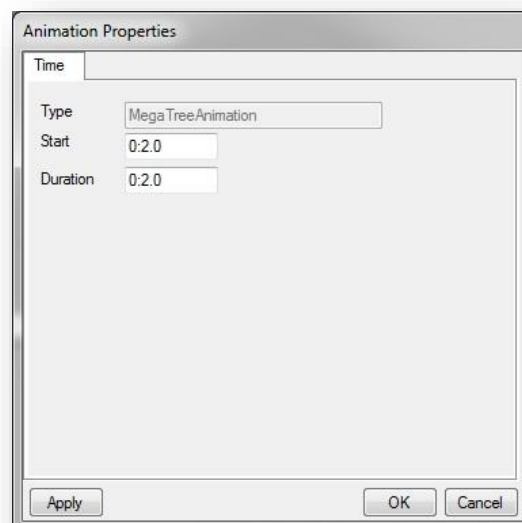 Animation Properties
Time
Type MegaTreeAnimation
Start 0:2.0
Duration 0:2.0
Apply OK Cancel